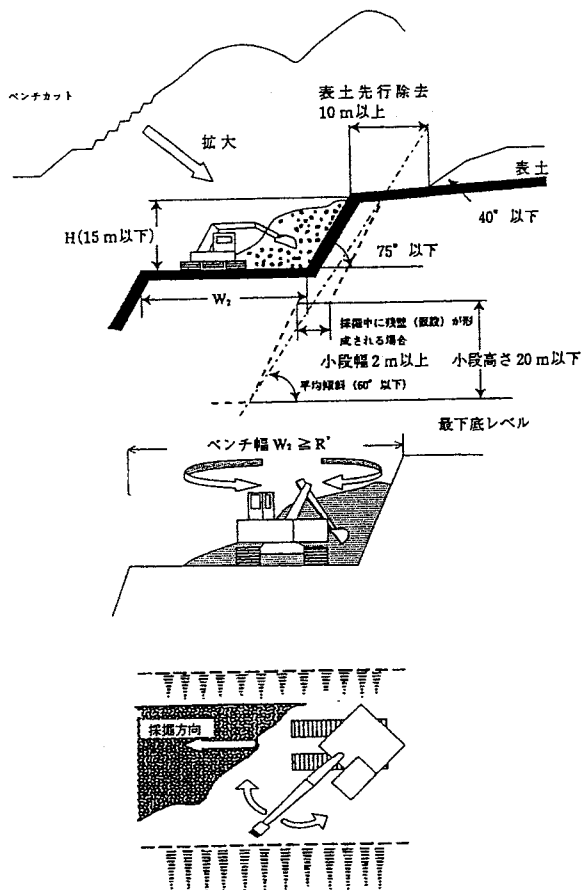 ベンチカット
拡大
表土先行除去
10m以上
表土
40°以下
H(15m以下)
75°以下
W₂
採掘中に残壁(仮設)が形
成される場合
小段幅2m以上
小段高さ20m以下
平均傾斜(60°以下)
最下底レベル
ベンチ幅W₂≧R'
採掘方向